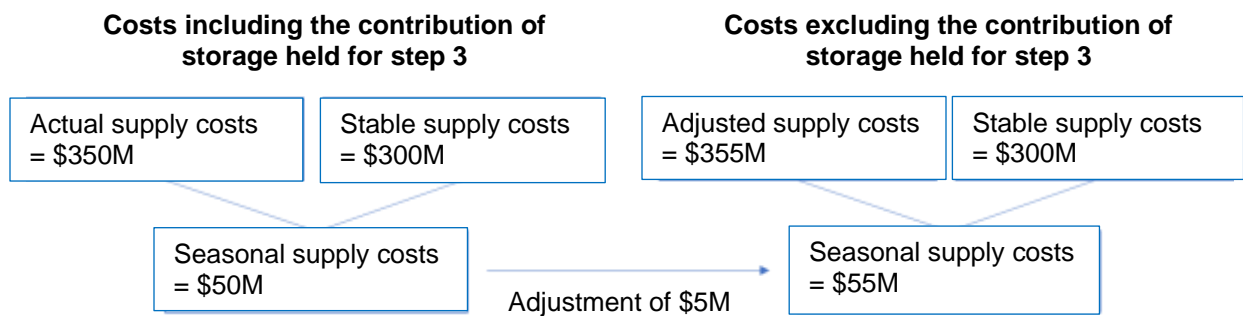 Costs including the contribution of
storage held for step 3
Costs excluding the contribution of
storage held for step 3
Actual supply costs
= $350M
Stable supply costs
= $300M
Adjusted supply costs
= $355M
Stable supply costs
= $300M
Seasonal supply costs
= $50M
Adjustment of $5M
Seasonal supply costs
= $55M